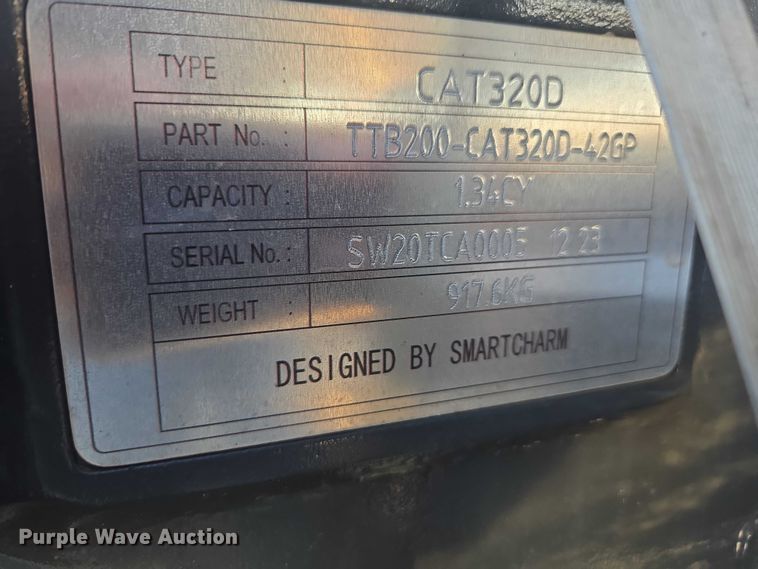 TYPE : CAT320D
PART No. : TTB200-CAT320D-42GP
CAPACITY : 1.34CY
SERIAL No. : SW20TCA0005 12 23
WEIGHT : 917.6KG
DESIGNED BY SMARTCHARM
Purple Wave Auction®